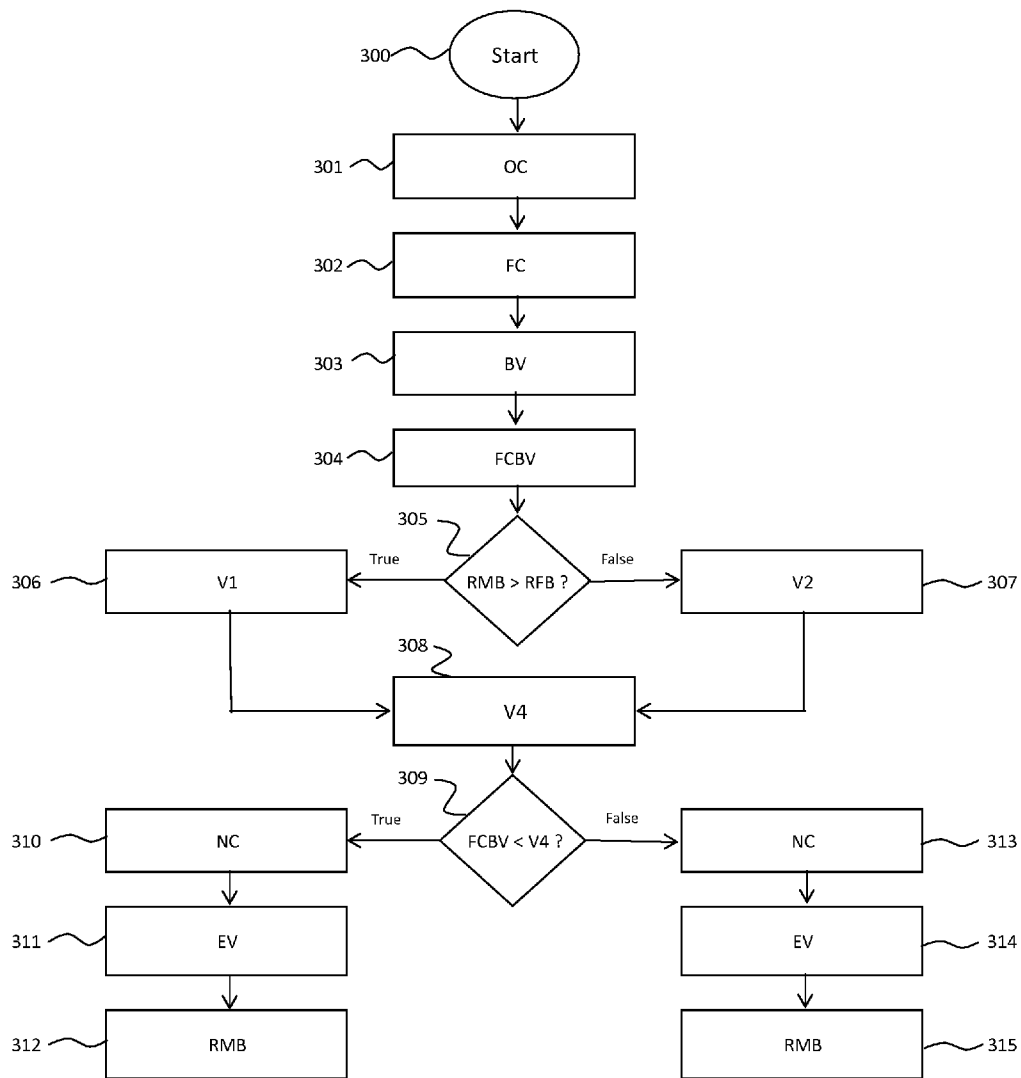 300
Start
301
OC
302
FC
303
BV
304
FCBV
305
True
RMB > RFB ?
False
306
V1
V2
307
308
V4
309
True
FCBV < V4 ?
False
310
NC
NC
313
311
EV
EV
314
312
RMB
RMB
315